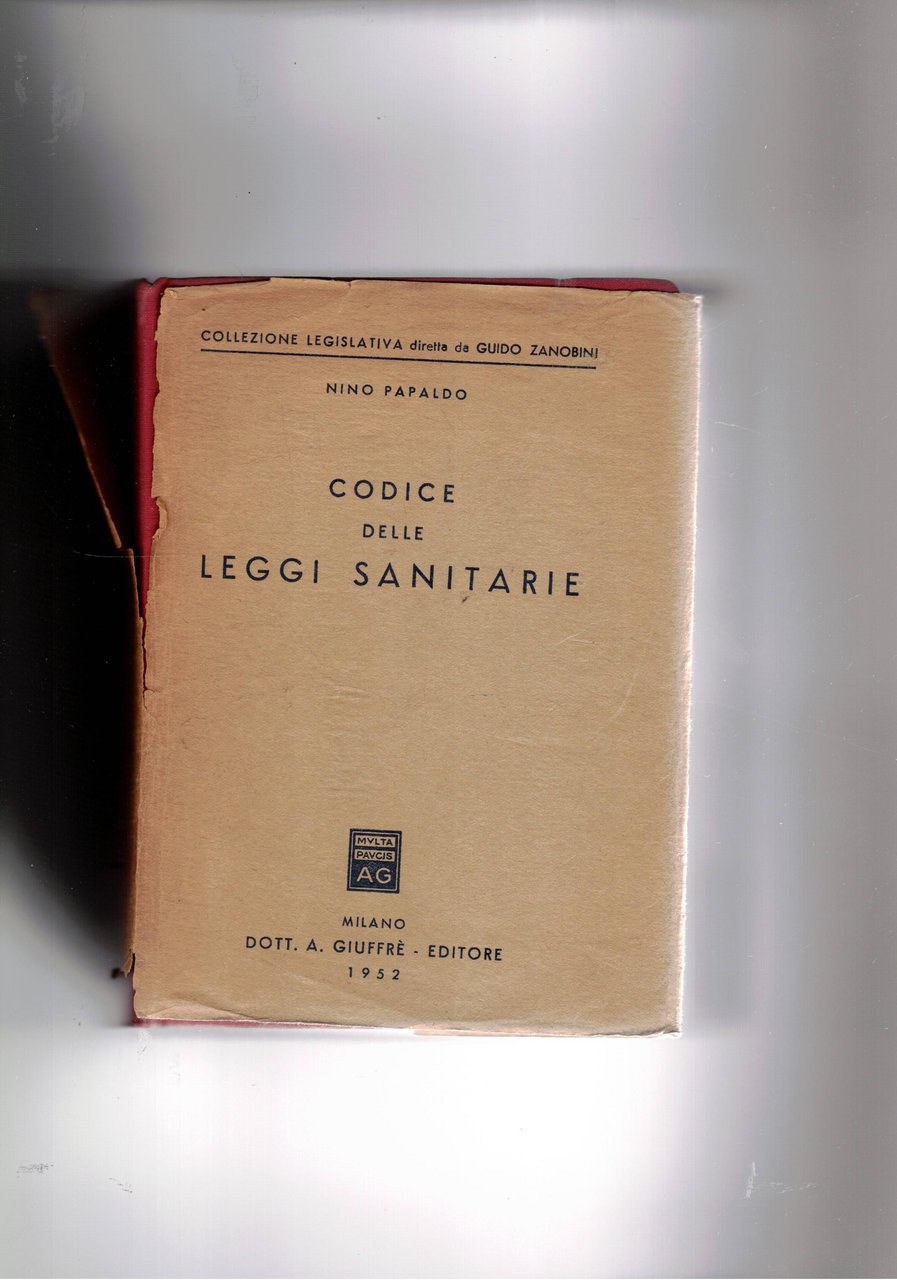 COLLEZIONE LEGISLATIVA diretta da GUIDO ZANOBINI
NINO PAPALDO
CODICE
DELLE
LEGGI SANITARIE
MVLTA
PAVCIS
AG
MILANO
DOTT. A. GIUFFRÈ - EDITORE
1952